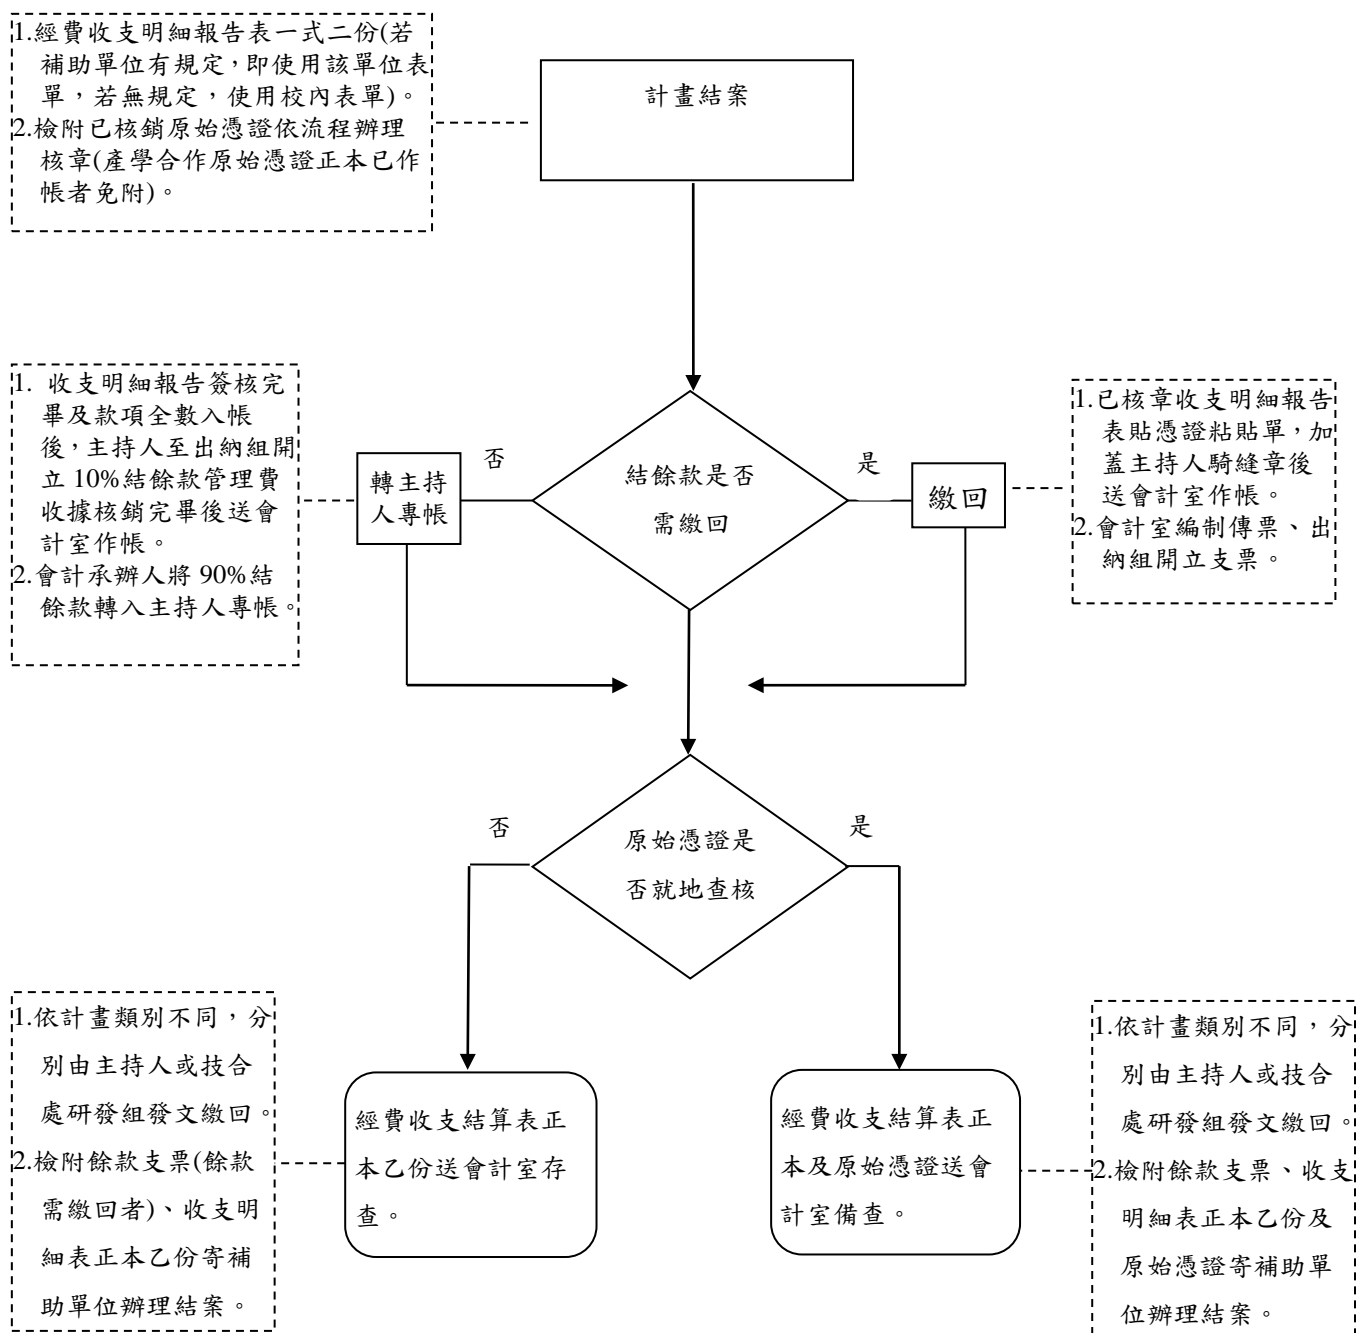 1.經費收支明細報告表一式二份(若
補助單位有規定，即使用該單位表
單，若無規定，使用校內表單)。
2.檢附已核銷原始憑證依流程辦理
核章(產學合作原始憑證正本已作
帳者免附)。
計畫結案
1. 收支明細報告簽核完
畢及款項全數入帳
後，主持人至出納組開
立 10%結餘款管理費
收據核銷完畢後送會
計室作帳。
2.會計承辦人將 90%結
餘款轉入主持人專帳。
轉主持
人專帳
否
結餘款是否
需繳回
是
繳回
1.已核章收支明細報告
表貼憑證粘貼單，加
蓋主持人騎縫章後
送會計室作帳。
2.會計室編制傳票、出
納組開立支票。
否
原始憑證是
否就地查核
是
1.依計畫類別不同，分
別由主持人或技合
處研發組發文繳回。
2.檢附餘款支票(餘款
需繳回者)、收支明
細表正本乙份寄補
助單位辦理結案。
經費收支結算表正
本乙份送會計室存
查。
經費收支結算表正
本及原始憑證送會
計室備查。
1.依計畫類別不同，分
別由主持人或技合
處研發組發文繳回。
2.檢附餘款支票、收支
明細表正本乙份及
原始憑證寄補助單
位辦理結案。